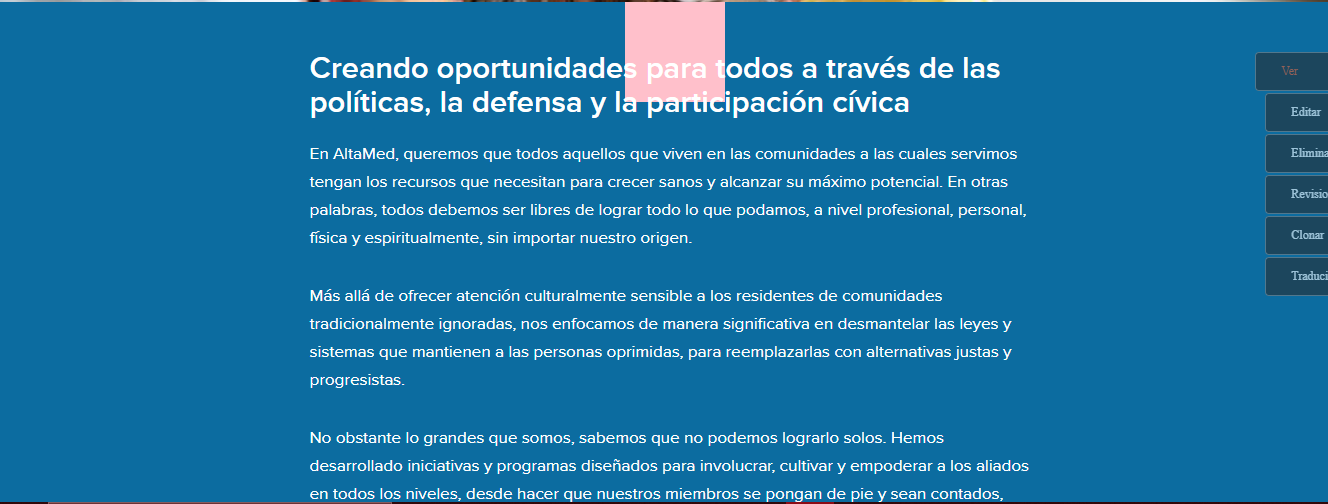 Creando oportunidades para todos a través de las
políticas, la defensa y la participación cívica
En AltaMed, queremos que todos aquellos que viven en las comunidades a las cuales servimos
tengan los recursos que necesitan para crecer sanos y alcanzar su máximo potencial. En otras
palabras, todos debemos ser libres de lograr todo lo que podamos, a nivel profesional, personal,
física y espiritualmente, sin importar nuestro origen.
Más allá de ofrecer atención culturalmente sensible a los residentes de comunidades
tradicionalmente ignoradas, nos enfocamos de manera significativa en desmantelar las leyes y
sistemas que mantienen a las personas oprimidas, para reemplazarlas con alternativas justas y
progresistas.
No obstante lo grandes que somos, sabemos que no podemos lograrlo solos. Hemos
desarrollado iniciativas y programas diseñados para involucrar, cultivar y empoderar a los aliados
en todos los niveles, desde hacer que nuestros miembros se pongan de pie y sean contados,
Ver
Editar
Elimina
Revisio
Clonar
Traduci